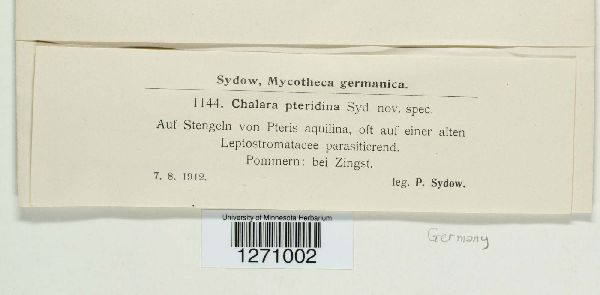 Sydow, Mycotheca germanica.
1144. Chalara pteridina Syd nov. spec.
Auf Stengeln von Pteris aquilina, oft auf einer alten
Leptostromatacee parasitierend.
Pommern: bei Zingst.
7. 8. 1912. leg. P. Sydow.
University of Minnesota Herbarium
1271002
Germany